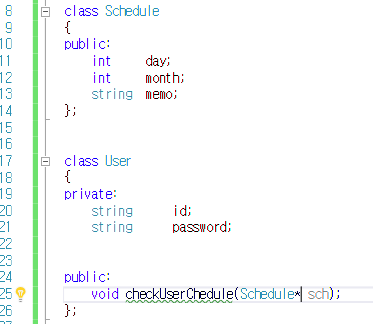 8 class Schedule
9 {
10 public:
11 int day;
12 int month;
13 string memo;
14 };
15
16
17 class User
18 {
19 private:
20 string id;
21 string password;
22
23
24 public:
25 void checkUserChedule(Schedule* sch);
26 };